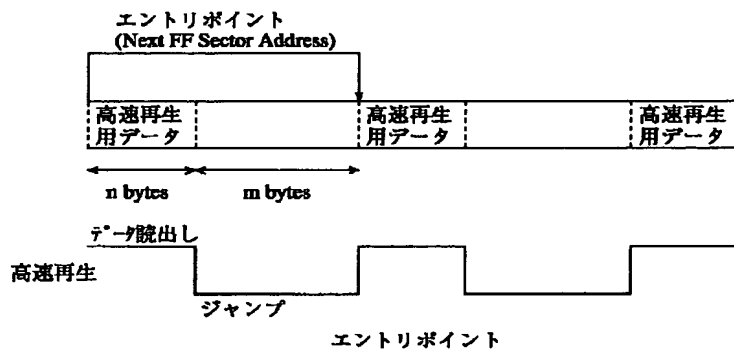 エントリポイント
(Next FF Sector Address)
高速再生
用データ
高速再生
用データ
高速再生
用データ
n bytes
m bytes
データ読出し
高速再生
ジャンプ
エントリポイント